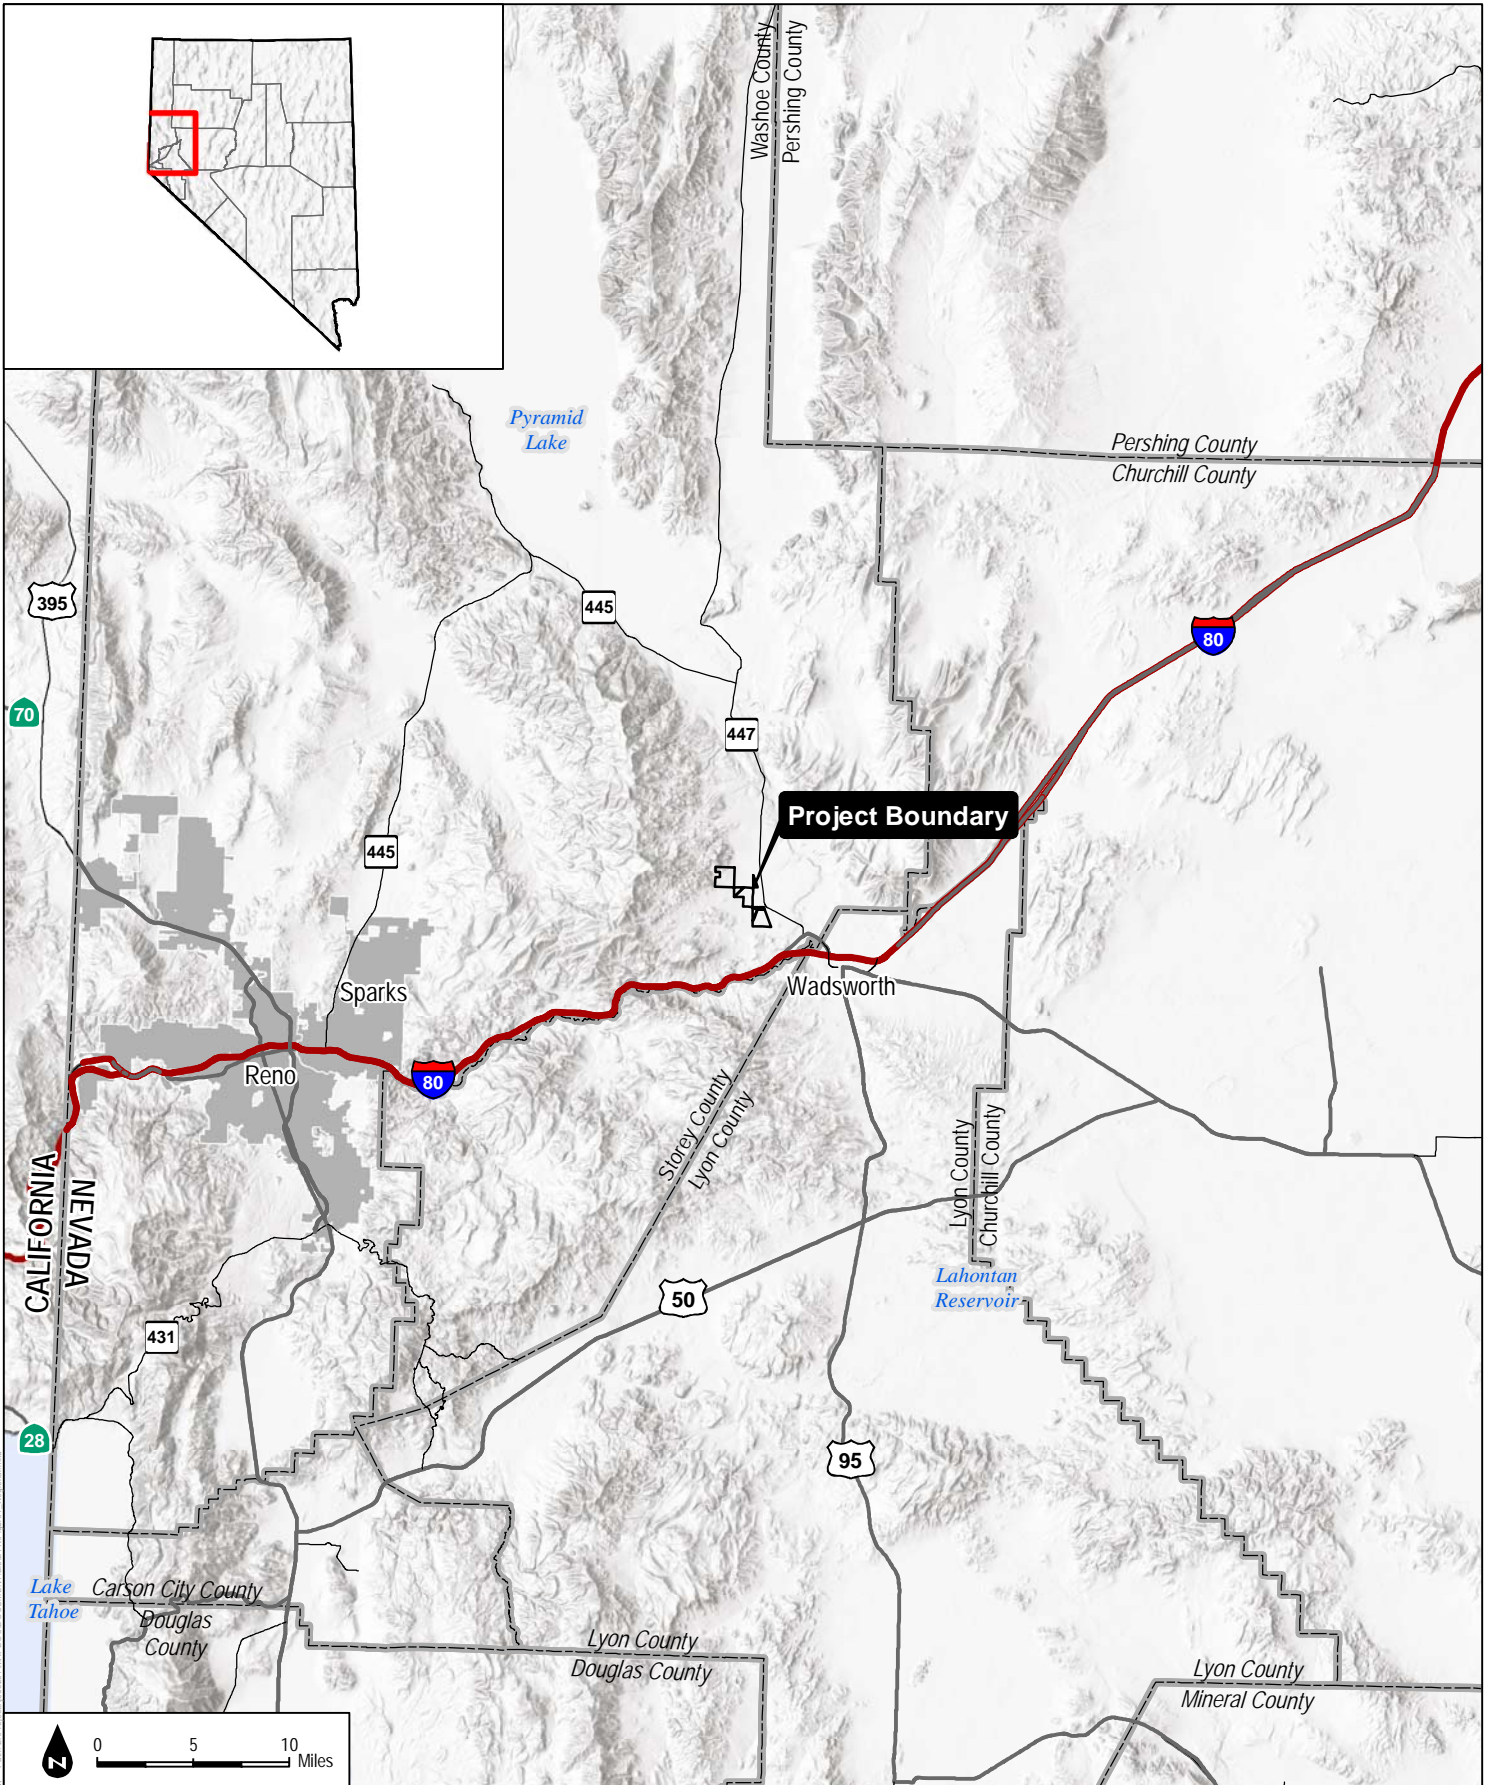 Washoe County
Pershing County
Pyramid
Lake
Pershing County
Churchill County
395
445
80
70
447
Project Boundary
445
Sparks
Wadsworth
Reno
80
Storey County
Lyon County
Lyon County
Churchill County
CALIFORNIA
NEVADA
Lahontan
Reservoir
50
431
28
95
Lake
Tahoe
Carson City County
Douglas
County
Lyon County
Douglas County
Lyon County
Mineral County
N
0 5 10
Miles